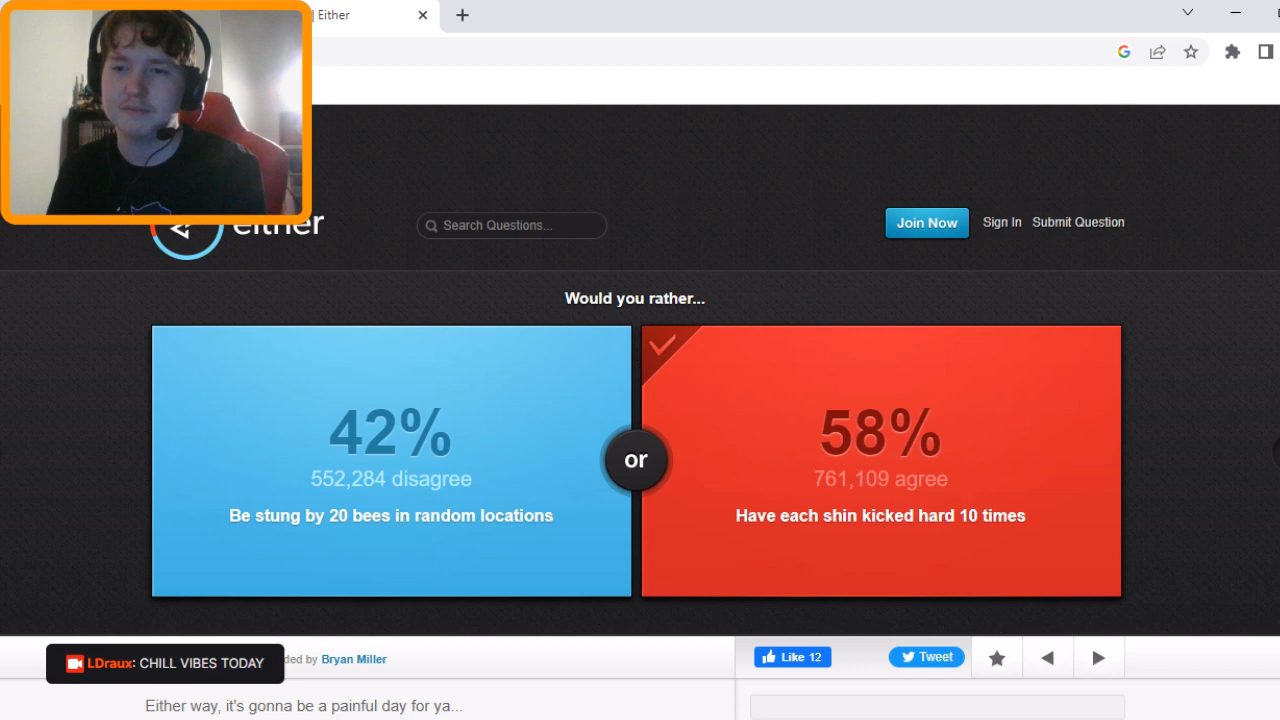 | Either
either
Search Questions...
Join Now
Sign In
Submit Question
Would you rather...
42%
552,284 disagree
Be stung by 20 bees in random locations
or
58%
761,109 agree
Have each shin kicked hard 10 times
LDraux: CHILL VIBES TODAY
ded by Bryan Miller
Like 12
Tweet
Either way, it's gonna be a painful day for ya...